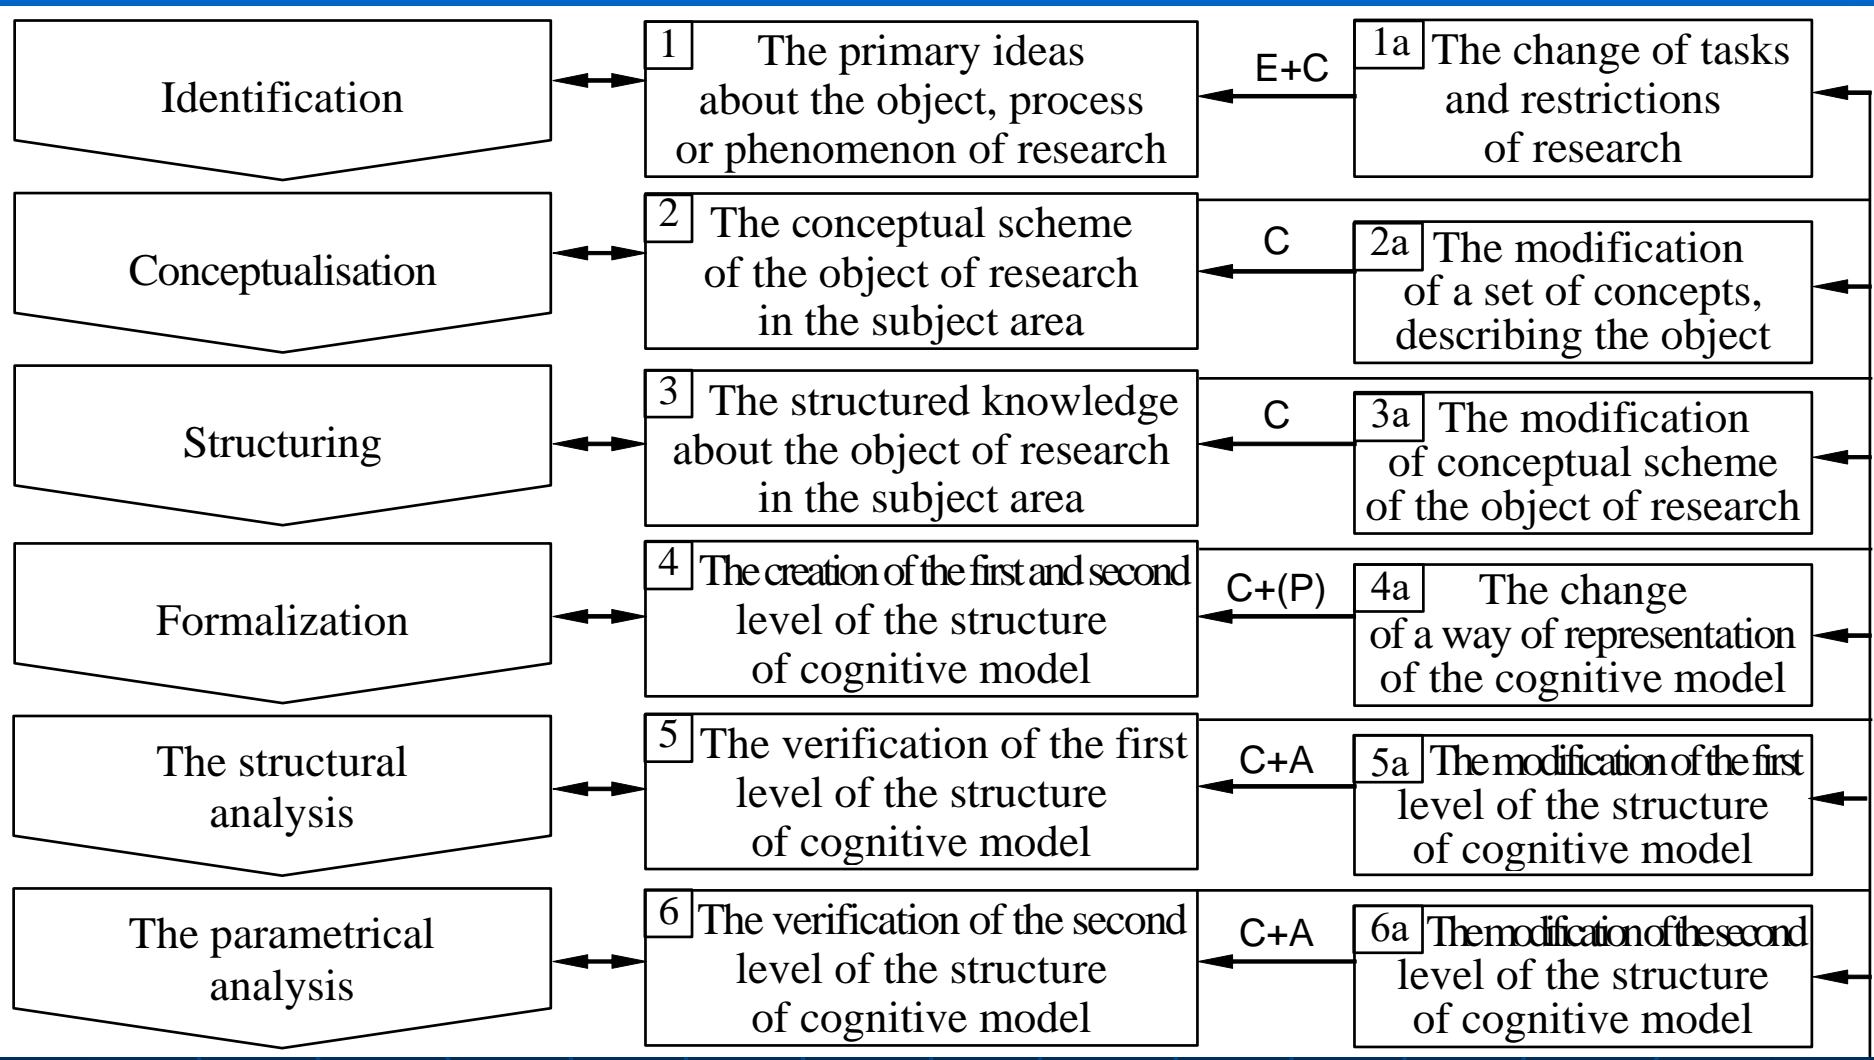 Identification
1 The primary ideas
about the object, process
or phenomenon of research
E+C
1a The change of tasks
and restrictions
of research
Conceptualisation
2 The conceptual scheme
of the object of research
in the subject area
C
2a The modification
of a set of concepts,
describing the object
Structuring
3 The structured knowledge
about the object of research
in the subject area
C
3a The modification
of conceptual scheme
of the object of research
Formalization
4 The creation of the first and second
level of the structure
of cognitive model
C+(P)
4a The change
of a way of representation
of the cognitive model
The structural
analysis
5 The verification of the first
level of the structure
of cognitive model
C+A
5a The modification of the first
level of the structure
of cognitive model
The parametrical
analysis
6 The verification of the second
level of the structure
of cognitive model
C+A
6a The modification of the second
level of the structure
of cognitive model